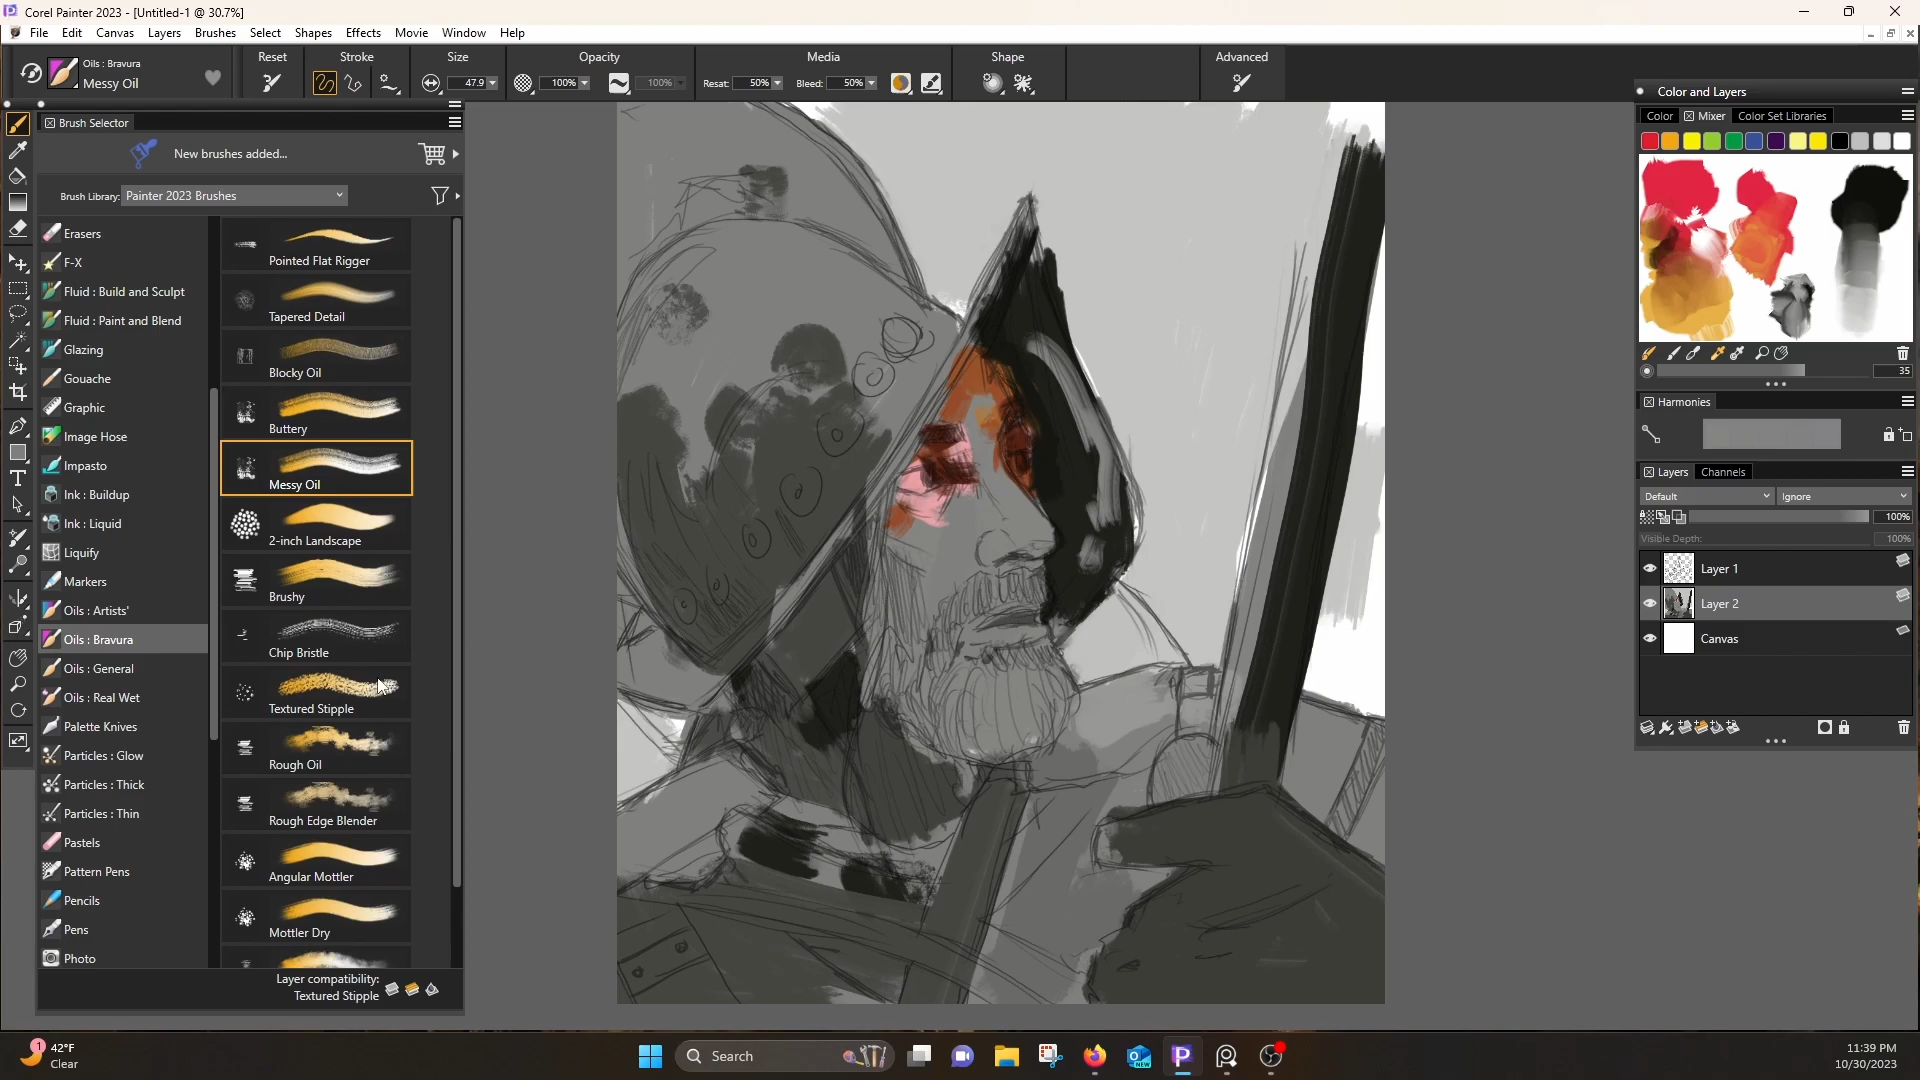 Corel Painter 2023 - [Untitled-1 @ 30.7%]
File Edit Canvas Layers Brushes Select Shapes Effects Movie Window Help
Oils : Bravura
Messy Oil
Reset Stroke Size Opacity Media Shape Advanced
47.9 100% 100% Resat: 50% Bleed: 50%
Brush Selector
New brushes added...
Brush Library: Painter 2023 Brushes
Erasers
F-X
Fluid : Build and Sculpt
Fluid : Paint and Blend
Glazing
Gouache
Graphic
Image Hose
Impasto
Ink : Buildup
Ink : Liquid
Liquify
Markers
Oils : Artists'
Oils : Bravura
Oils : General
Oils : Real Wet
Palette Knives
Particles : Glow
Particles : Thick
Particles : Thin
Pastels
Pattern Pens
Pencils
Pens
Photo
Pointed Flat Rigger
Tapered Detail
Blocky Oil
Buttery
Messy Oil
2-inch Landscape
Brushy
Chip Bristle
Textured Stipple
Rough Oil
Rough Edge Blender
Angular Mottler
Mottler Dry
Layer compatibility:
Textured Stipple
Color and Layers
Color Mixer Color Set Libraries
35
Harmonies
Layers Channels
Default Ignore
100%
Visible Depth: 100%
Layer 1
Layer 2
Canvas
1
42°F
Clear
Search
NEW
11:39 PM
10/30/2023